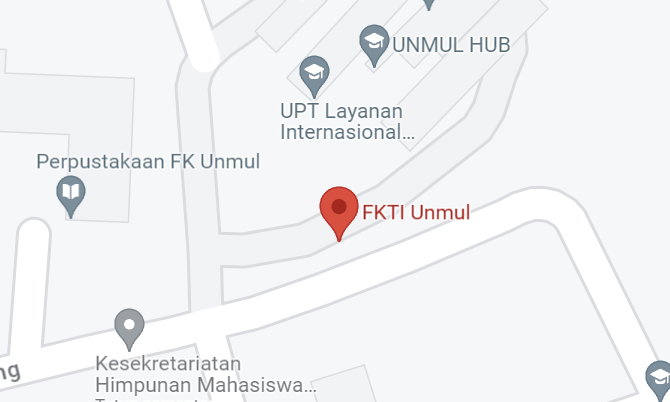 UNMUL HUB
UPT Layanan
Internasional...
Perpustakaan FK Unmul
FKTI Unmul
Kesekretariatan
Himpunan Mahasiswa...